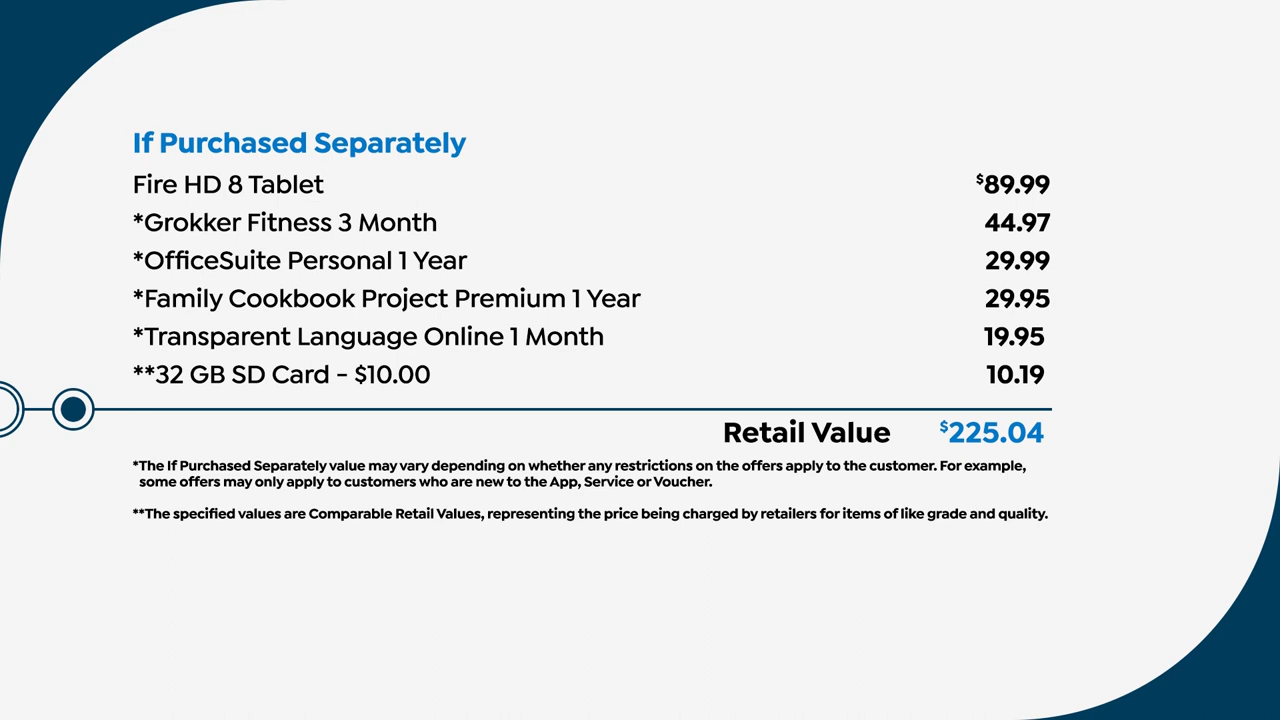 If Purchased Separately
Fire HD 8 Tablet $89.99
*Grokker Fitness 3 Month 44.97
*OfficeSuite Personal 1 Year 29.99
*Family Cookbook Project Premium 1 Year 29.95
*Transparent Language Online 1 Month 19.95
**32 GB SD Card - $10.00 10.19
Retail Value $225.04
*The If Purchased Separately value may vary depending on whether any restrictions on the offers apply to the customer. For example,
some offers may only apply to customers who are new to the App, Service or Voucher.
**The specified values are Comparable Retail Values, representing the price being charged by retailers for items of like grade and quality.